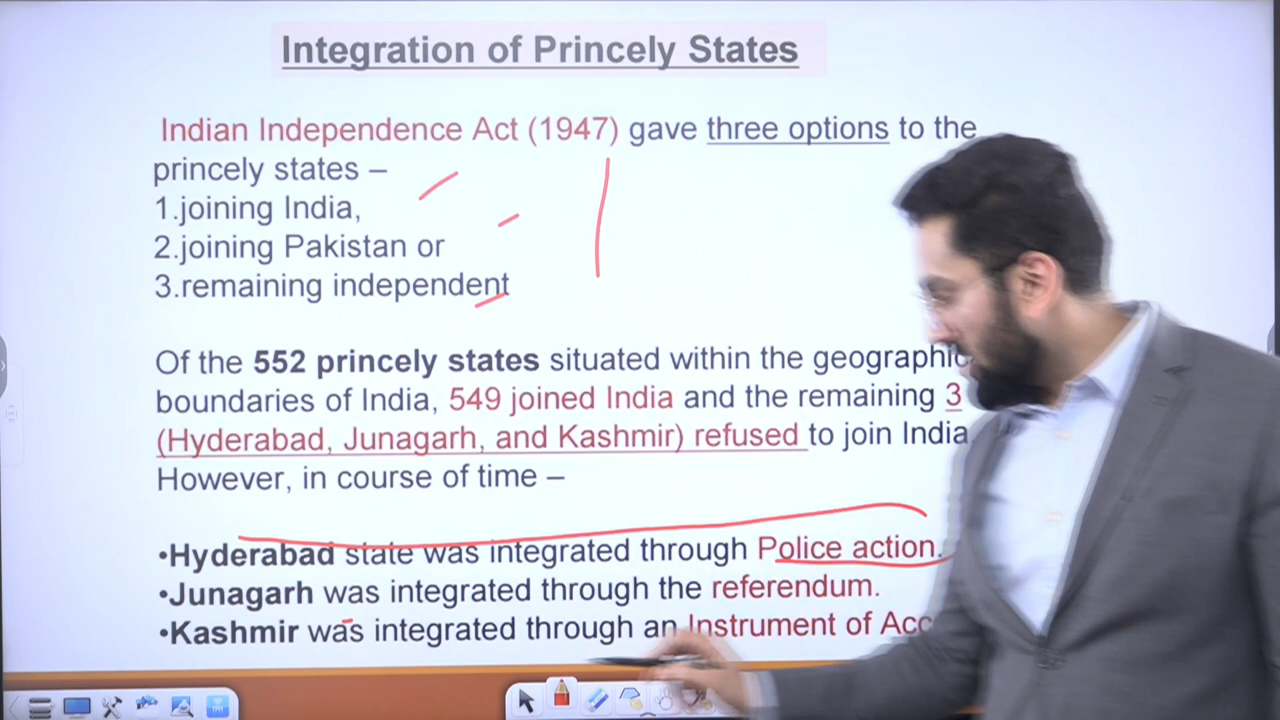 Integration of Princely States
Indian Independence Act (1947) gave three options to the
princely states –
1.joining India,
2.joining Pakistan or
3.remaining independent
Of the 552 princely states situated within the geographic
boundaries of India, 549 joined India and the remaining 3
(Hyderabad, Junagarh, and Kashmir) refused to join India.
However, in course of time –
•Hyderabad state was integrated through Police action.
•Junagarh was integrated through the referendum.
•Kashmir was integrated through an Instrument of